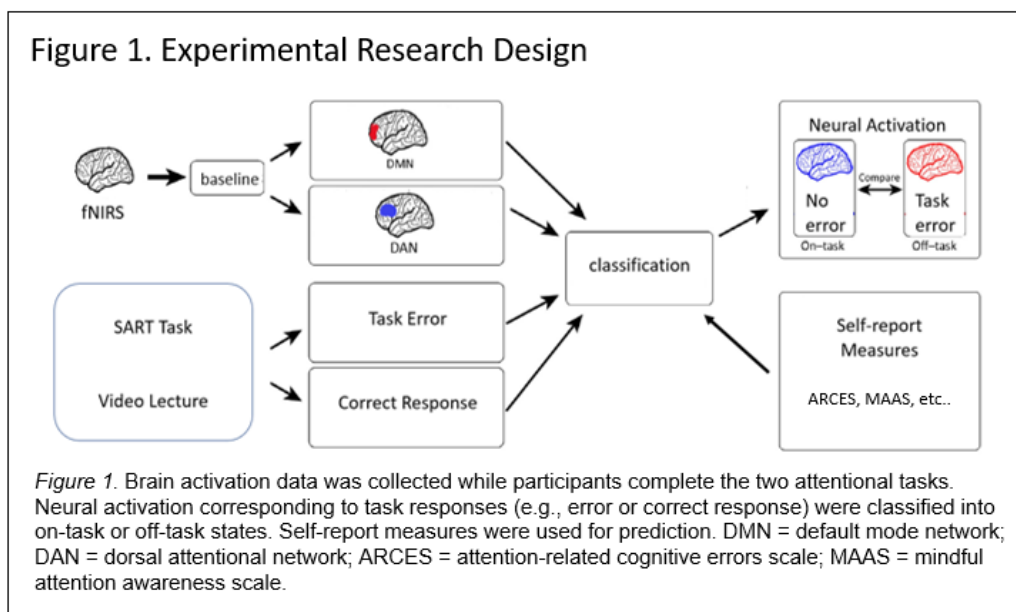 Figure 1. Experimental Research Design
fNIRS
baseline
DMN
DAN
SART Task
Video Lecture
Task Error
Correct Response
classification
Neural Activation
No
error
On-task
Compare
Task
error
Off-task
Self-report
Measures
ARCES, MAAS, etc..
Figure 1. Brain activation data was collected while participants complete the two attentional tasks.
Neural activation corresponding to task responses (e.g., error or correct response) were classified into
on-task or off-task states. Self-report measures were used for prediction. DMN = default mode network;
DAN = dorsal attentional network; ARCES = attention-related cognitive errors scale; MAAS = mindful
attention awareness scale.